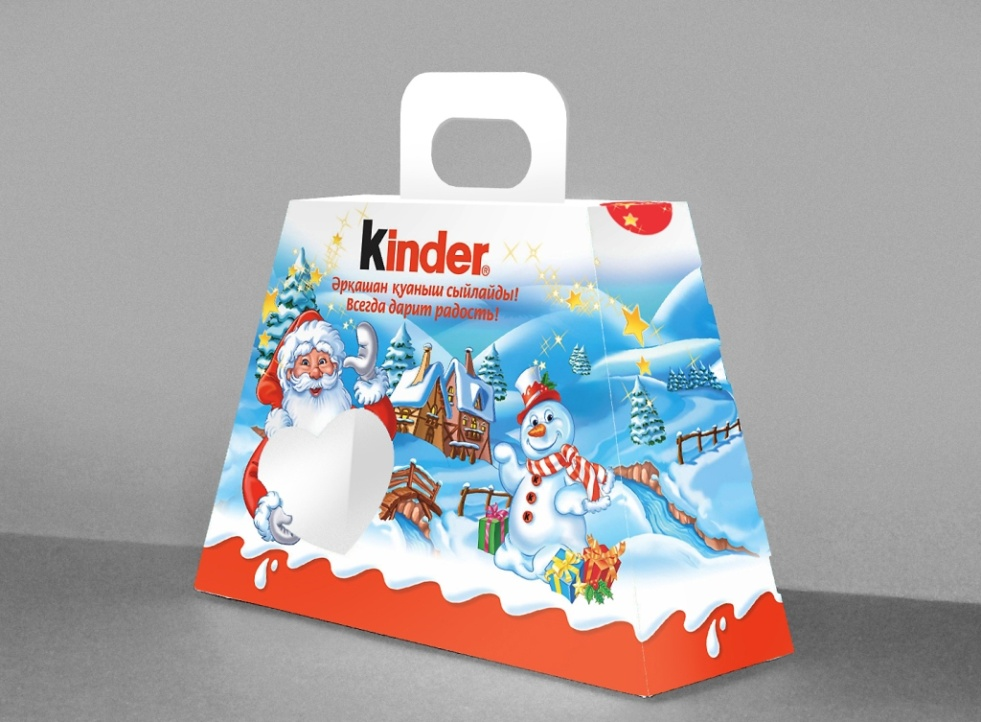 kinder®
Әрқашан қуаныш сыйлайды!
Всегда дарит радость!